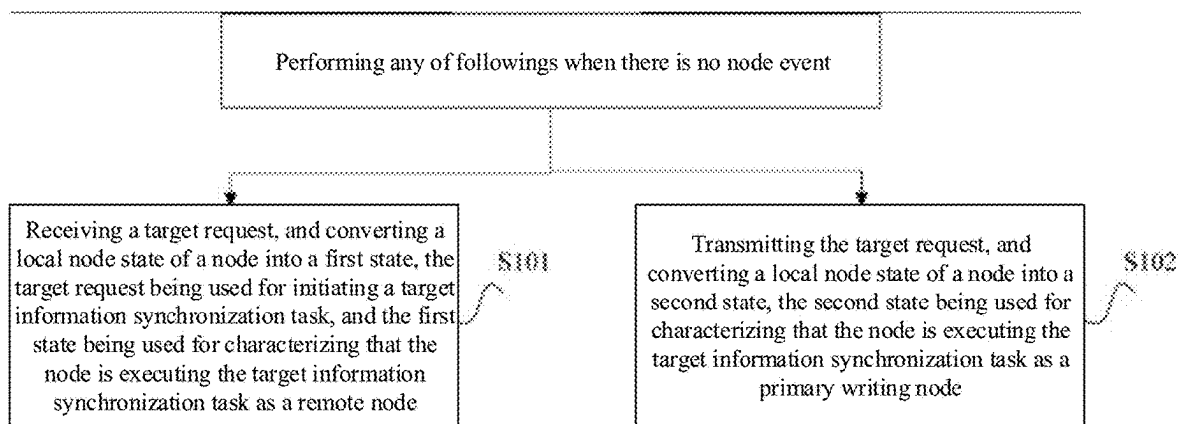 Performing any of followings when there is no node event
Receiving a target request, and converting a
local node state of a node into a first state, the
target request being used for initiating a target
information synchronization task, and the first
state being used for characterizing that the
node is executing the target information
synchronization task as a remote node
S101
Transmitting the target request, and
converting a local node state of a node into a
second state, the second state being used for
characterizing that the node is executing the
target information synchronization task as a
primary writing node
S102